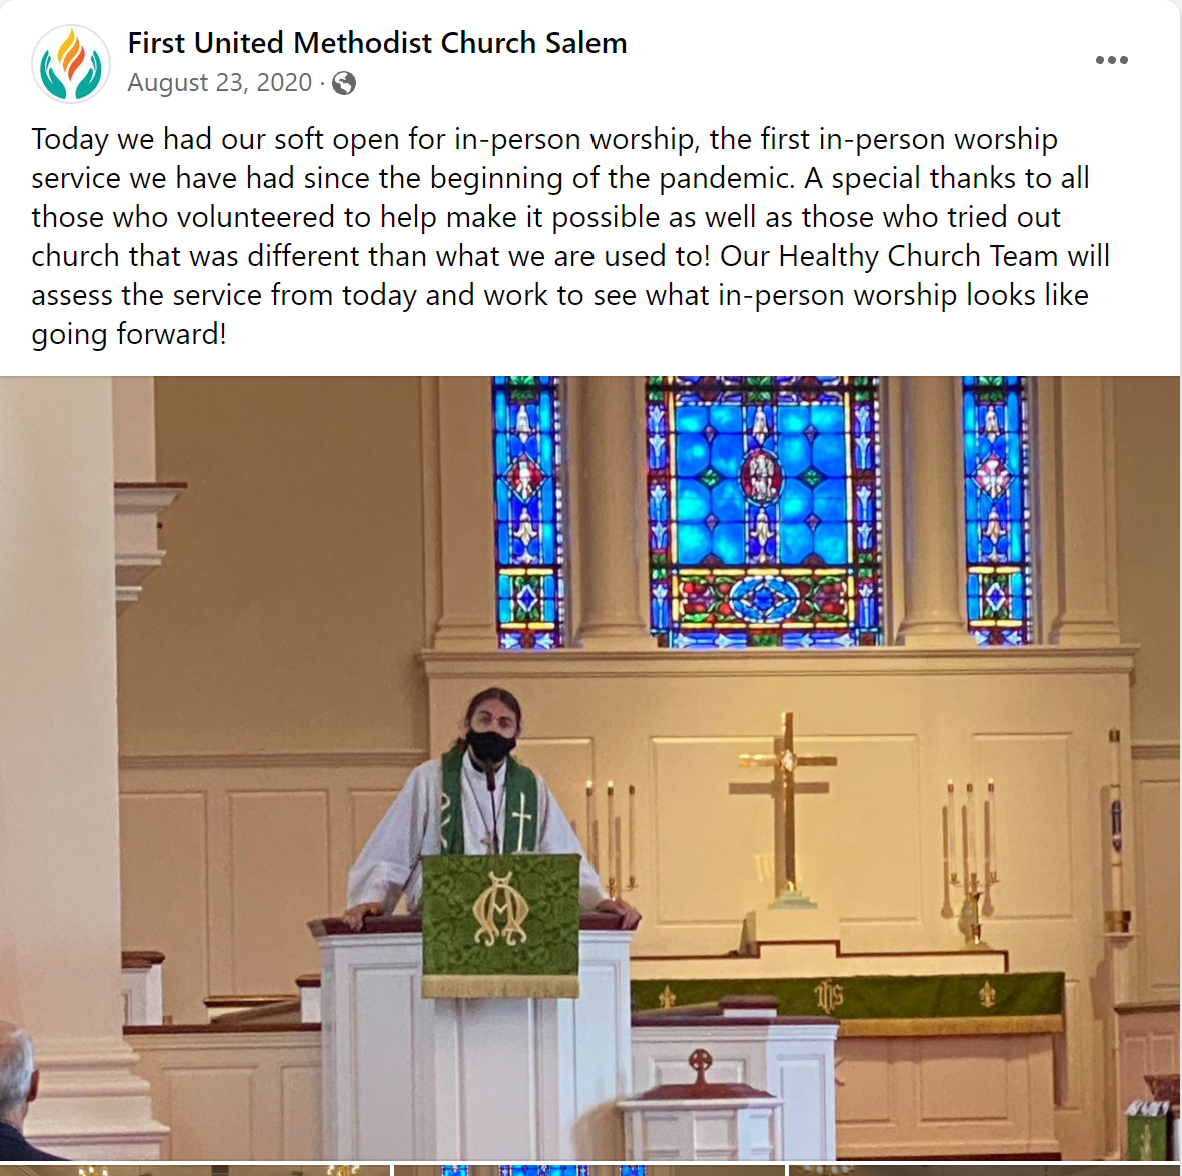 First United Methodist Church Salem
August 23, 2020 ·
Today we had our soft open for in-person worship, the first in-person worship
service we have had since the beginning of the pandemic. A special thanks to all
those who volunteered to help make it possible as well as those who tried out
church that was different than what we are used to! Our Healthy Church Team will
assess the service from today and work to see what in-person worship looks like
going forward!
IHS